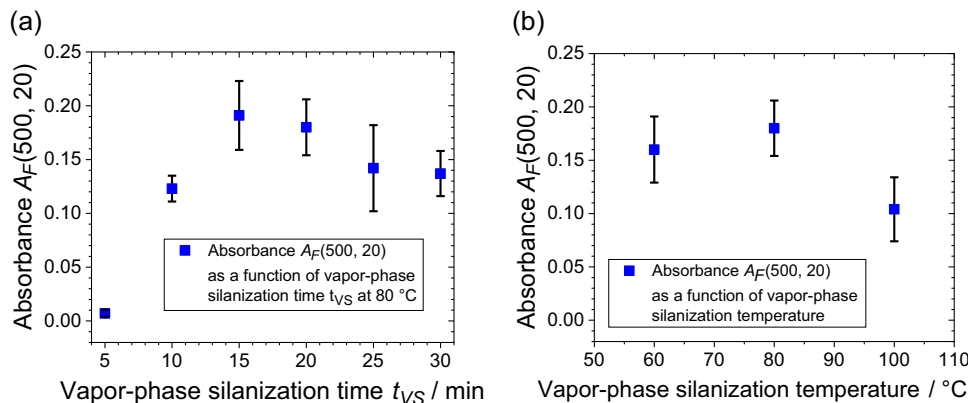 (a)
0.25
0.20
0.15
0.10
0.05
0.00
Absorbance A_F(500, 20)
Absorbance A_F(500, 20)
as a function of vapor-phase
silanization time t_VS at 80 °C
5 10 15 20 25 30
Vapor-phase silanization time t_VS / min
(b)
0.25
0.20
0.15
0.10
0.05
0.00
Absorbance A_F(500, 20)
Absorbance A_F(500, 20)
as a function of vapor-phase
silanization temperature
50 60 70 80 90 100 110
Vapor-phase silanization temperature / °C